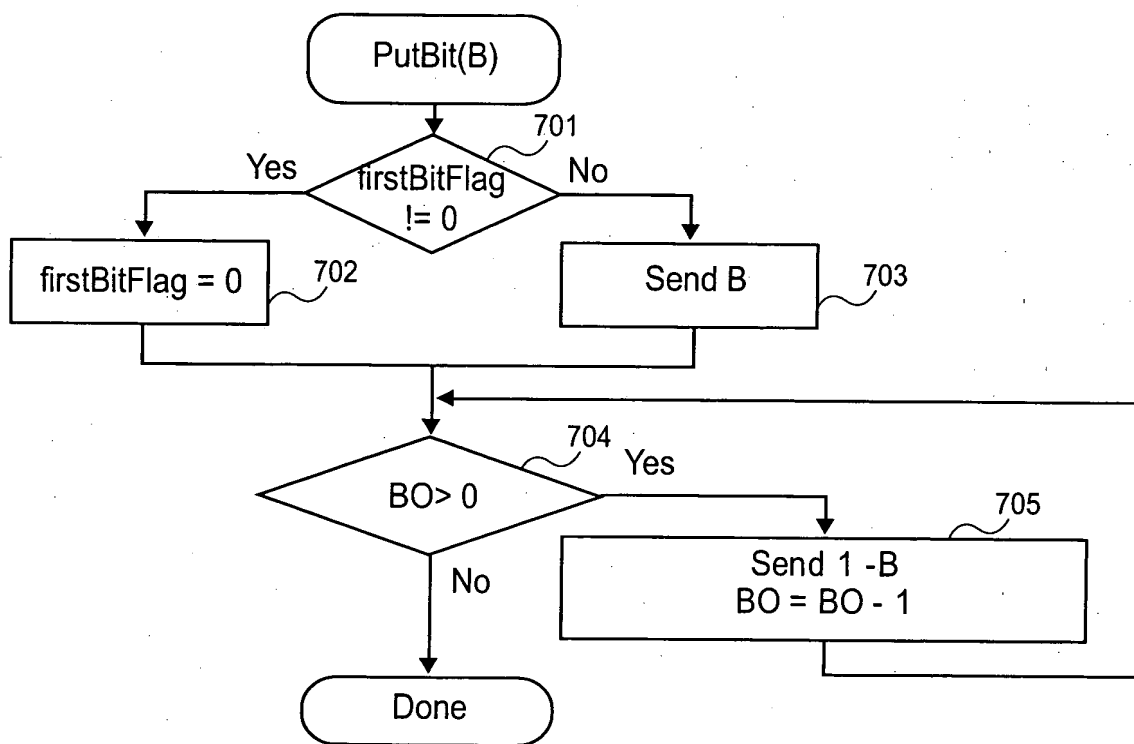 PutBit(B)
701
Yes
firstBitFlag
!= 0
No
firstBitFlag = 0
702
Send B
703
704
BO> 0
Yes
705
Send 1 -B
BO = BO - 1
No
Done